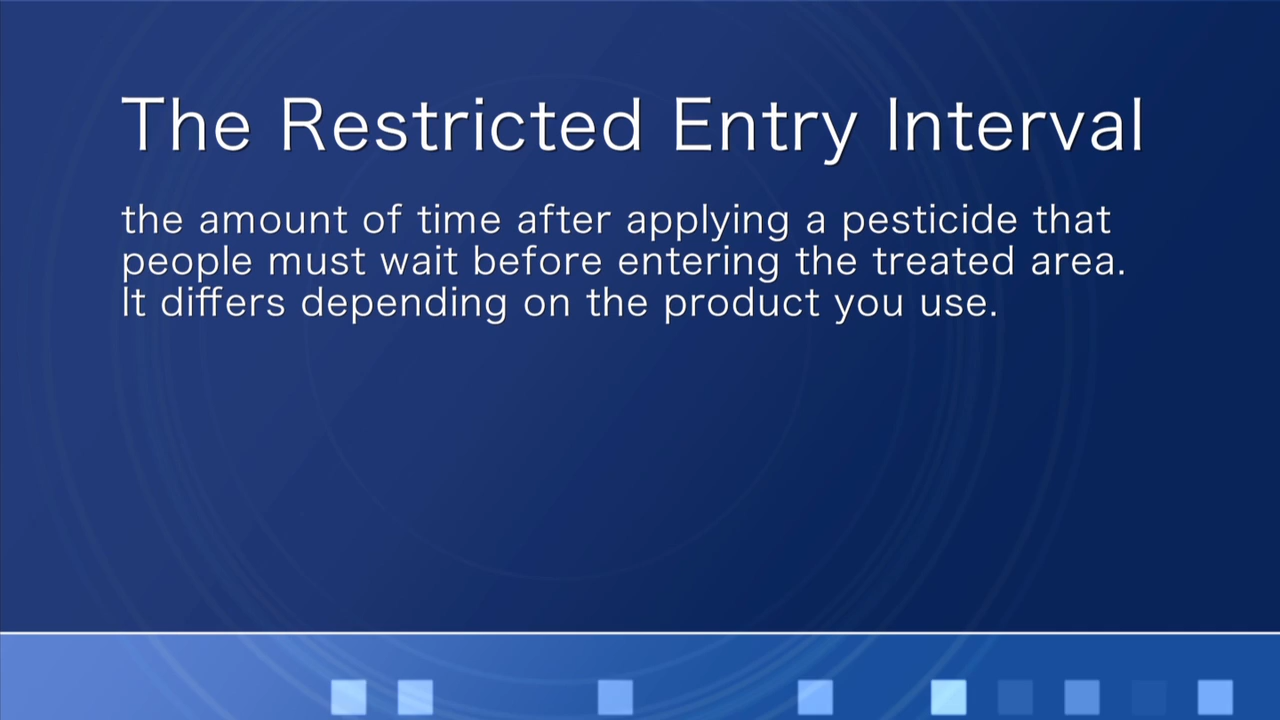 The Restricted Entry Interval
the amount of time after applying a pesticide that
people must wait before entering the treated area.
It differs depending on the product you use.